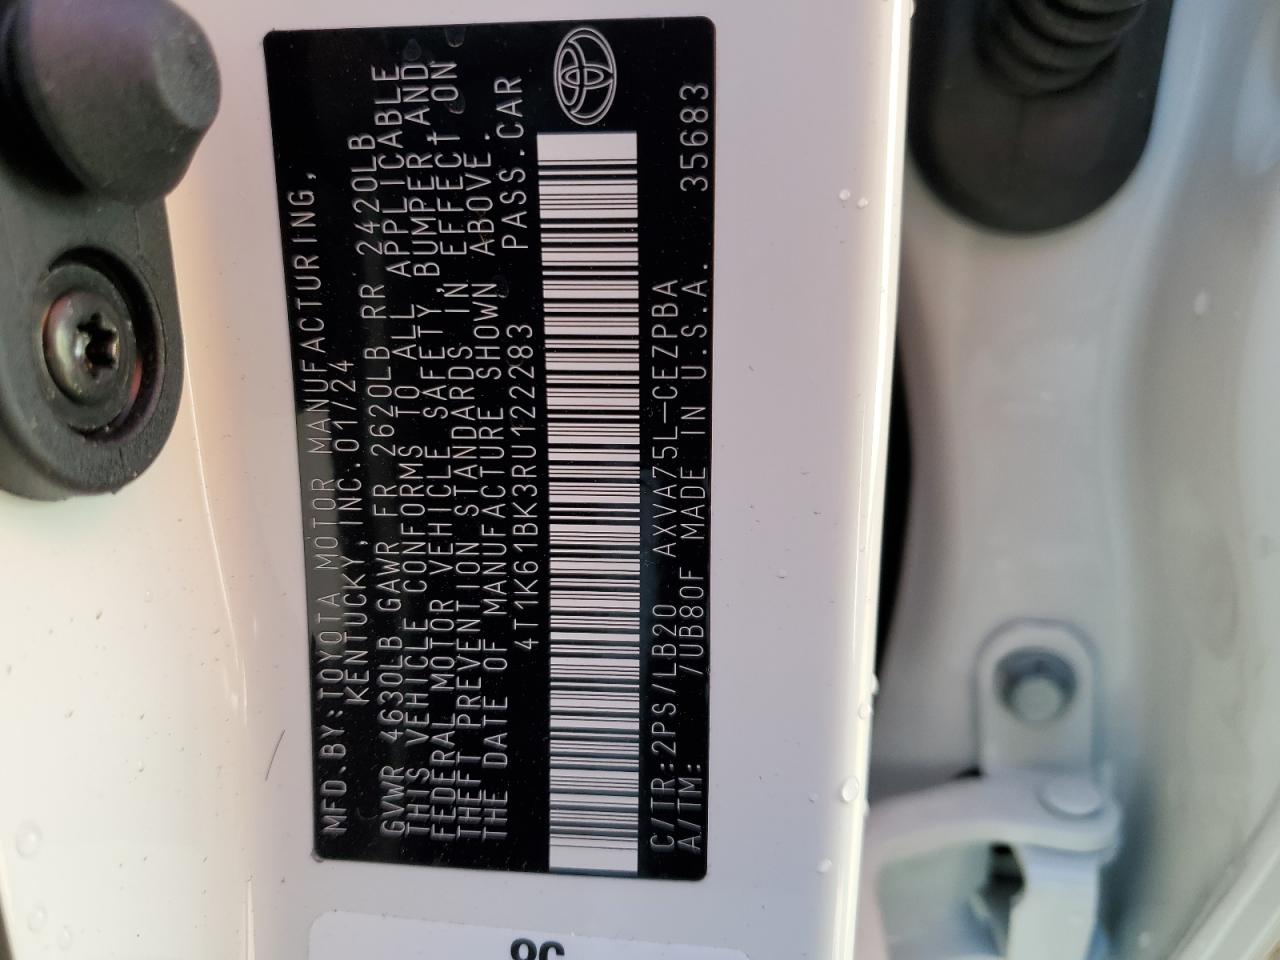 MFD.BY:TOYOTA MOTOR MANUFACTURING,
KENTUCKY,INC.01/24
GVWR 4630LB GAWR FR 2620LB RR 2420LB
THIS VEHICLE CONFORMS TO ALL APPLICABLE
FEDERAL MOTOR VEHICLE SAFETY,BUMPER,AND
THEFT PREVENTION STANDARDS IN EFFECT ON
THE DATE OF MANUFACTURE SHOWN ABOVE.
4T1K61BK3RU122283 PASS.CAR
C/TR:2PS/LB20 AXVA75L-CEZPBA
A/TM: 7UB80F MADE IN U.S.A. 35683